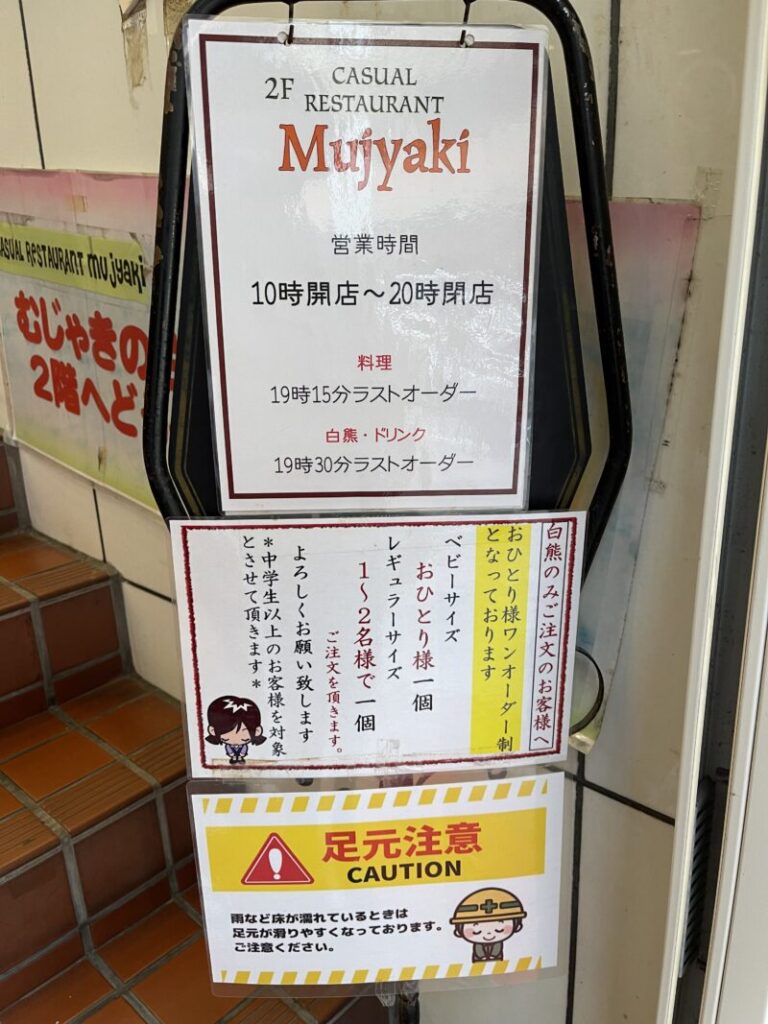 2F CASUAL
RESTAURANT
Mujyaki
営業時間
10時開店～20時閉店
料理
19時15分ラストオーダー
白熊・ドリンク
19時30分ラストオーダー
CASUAL RESTAURANT mujyaki
むじゃきの
2階へど
白熊のみご注文のお客様へ
おひとり様ワンオーダー制
となっております
ベビーサイズ
おひとり様一個
レギュラーサイズ
1～2名様で一個
ご注文を頂きます。
よろしくお願い致します
＊中学生以上のお客様を対象
とさせて頂きます＊
足元注意
CAUTION
雨など床が濡れているときは
足元が滑りやすくなっております。
ご注意ください。